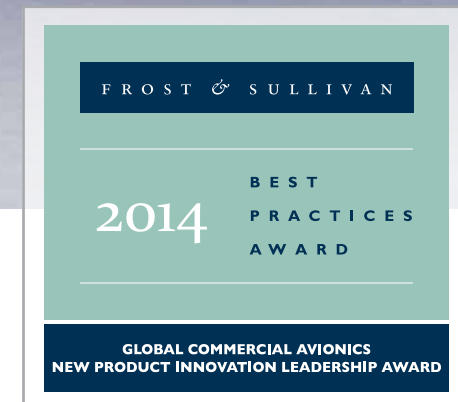 FROST & SULLIVAN
2014
BEST
PRACTICES
AWARD
GLOBAL COMMERCIAL AVIONICS
NEW PRODUCT INNOVATION LEADERSHIP AWARD